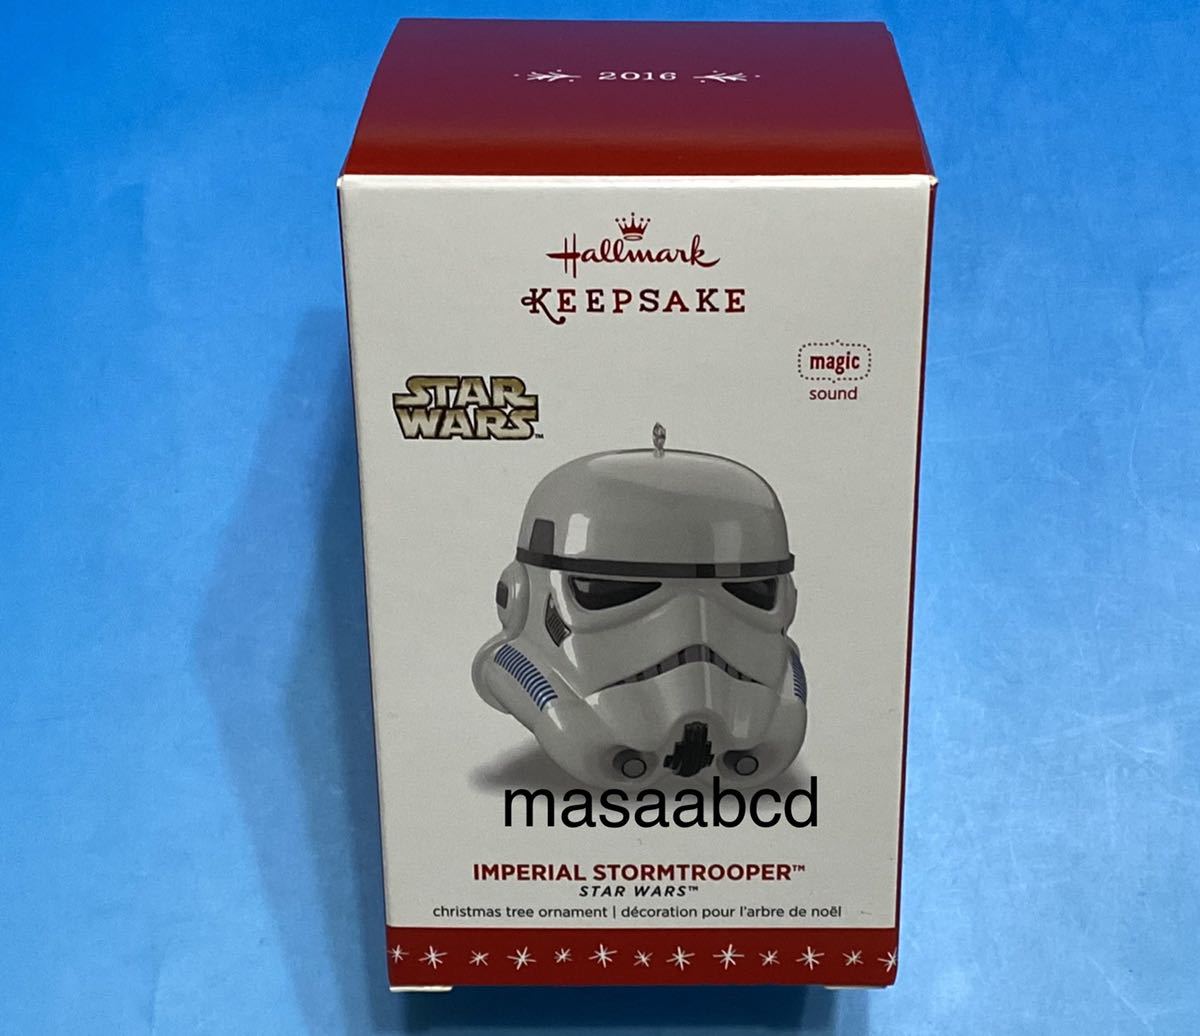 2016
Hallmark
KEEPSAKE
magic
sound
STAR
WARS™
masaabcd
IMPERIAL STORMTROOPER™
STAR WARS™
christmas tree ornament | décoration pour l'arbre de noël